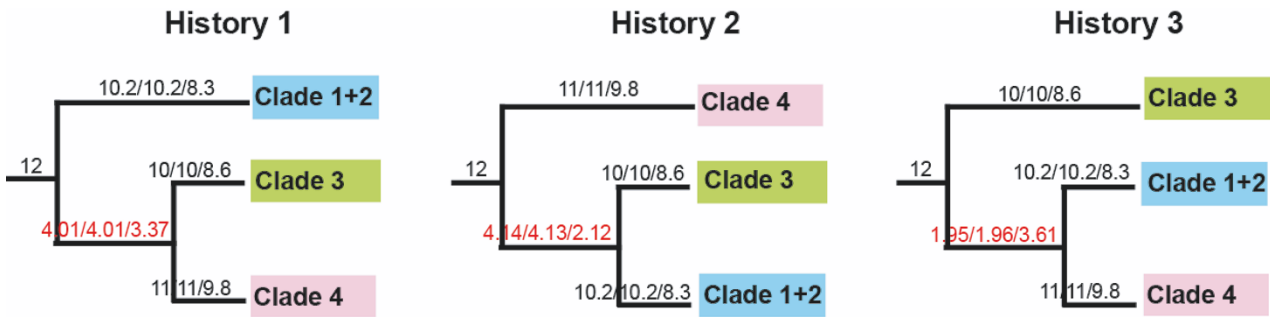 History 1
10.2/10.2/8.3
Clade 1+2
12
10/10/8.6
Clade 3
4.01/4.01/3.37
11/11/9.8
Clade 4
History 2
11/11/9.8
Clade 4
12
10/10/8.6
Clade 3
4.14/4.13/2.12
10.2/10.2/8.3
Clade 1+2
History 3
10/10/8.6
Clade 3
12
10.2/10.2/8.3
Clade 1+2
1.95/1.96/3.61
11/11/9.8
Clade 4